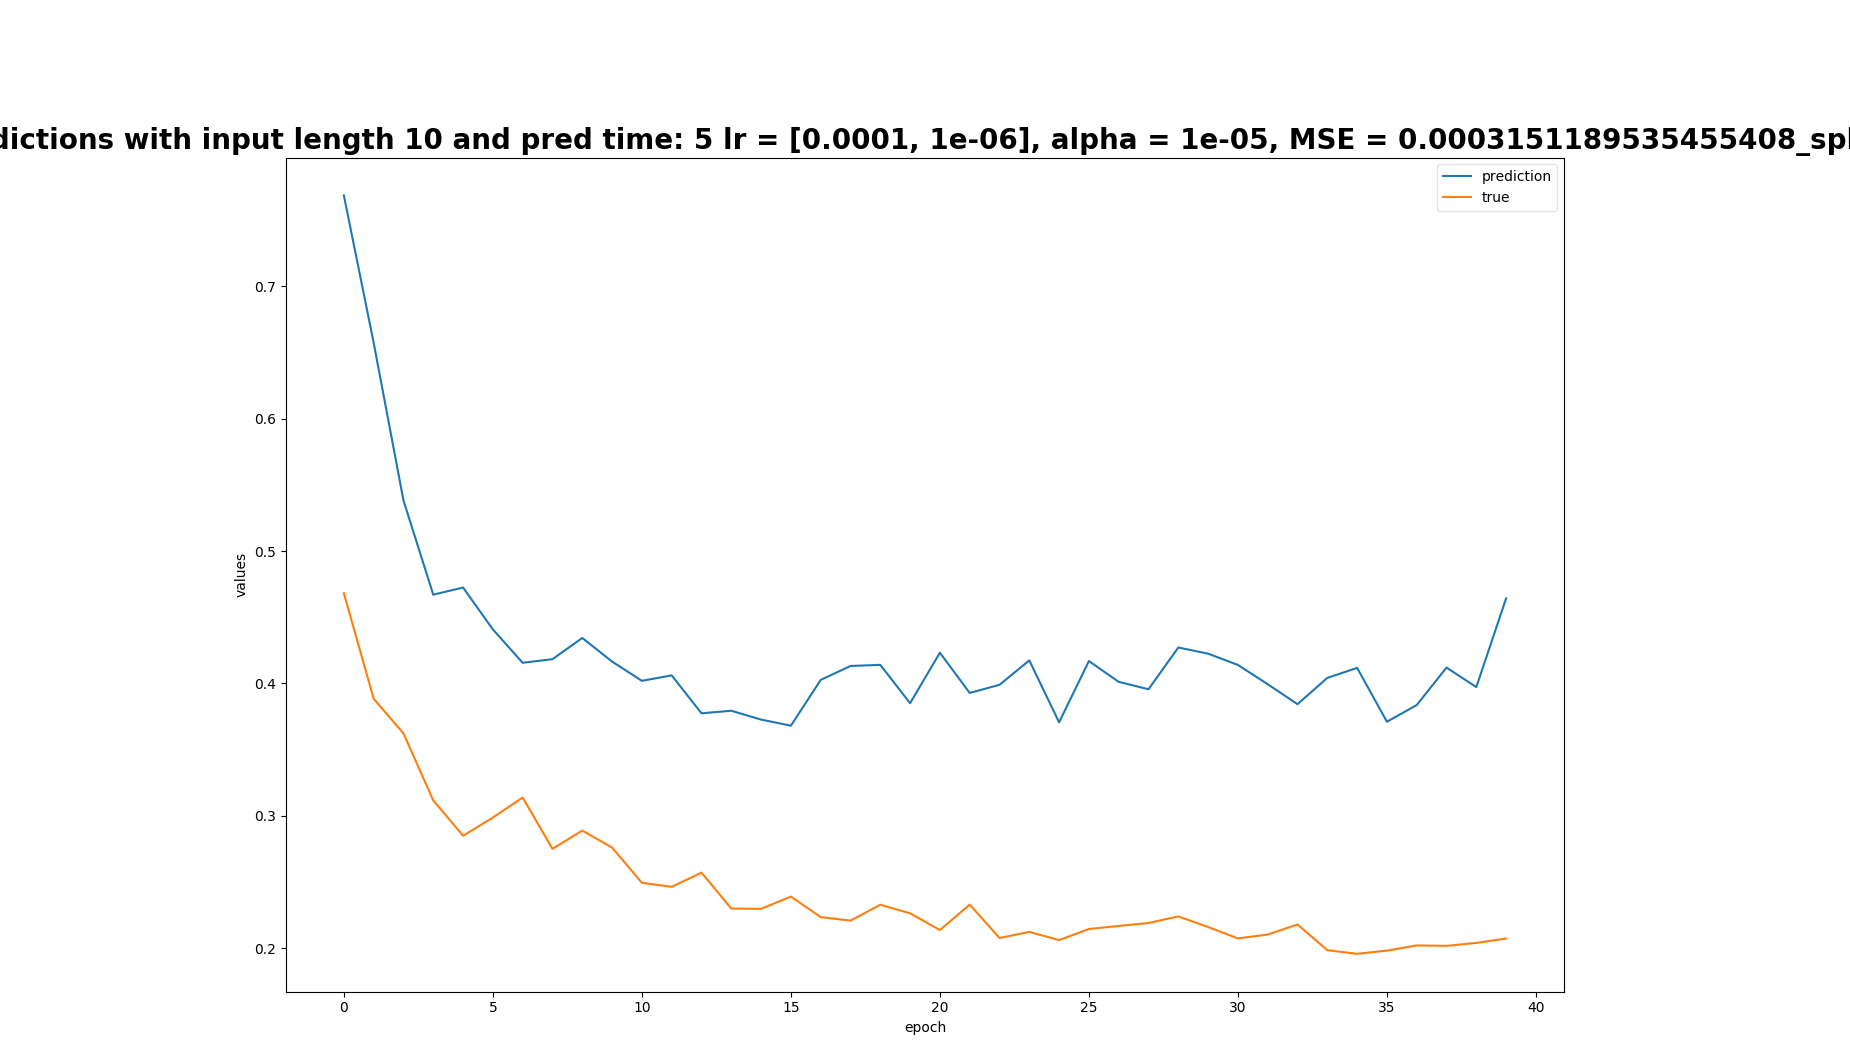 dictions with input length 10 and pred time: 5 lr = [0.0001, 1e-06], alpha = 1e-05, MSE = 0.0003151189535455408_spl
prediction
true
0.7
0.6
0.5
0.4
0.3
0.2
values
0 5 10 15 20 25 30 35 40
epoch